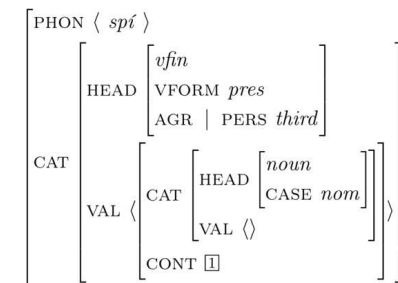 PHON ⟨ spí ⟩
vfin
HEAD VFORM pres
AGR | PERS third
CAT
noun
HEAD
CASE nom
CAT
VAL ⟨
VAL ⟨⟩
⟩
CONT 1